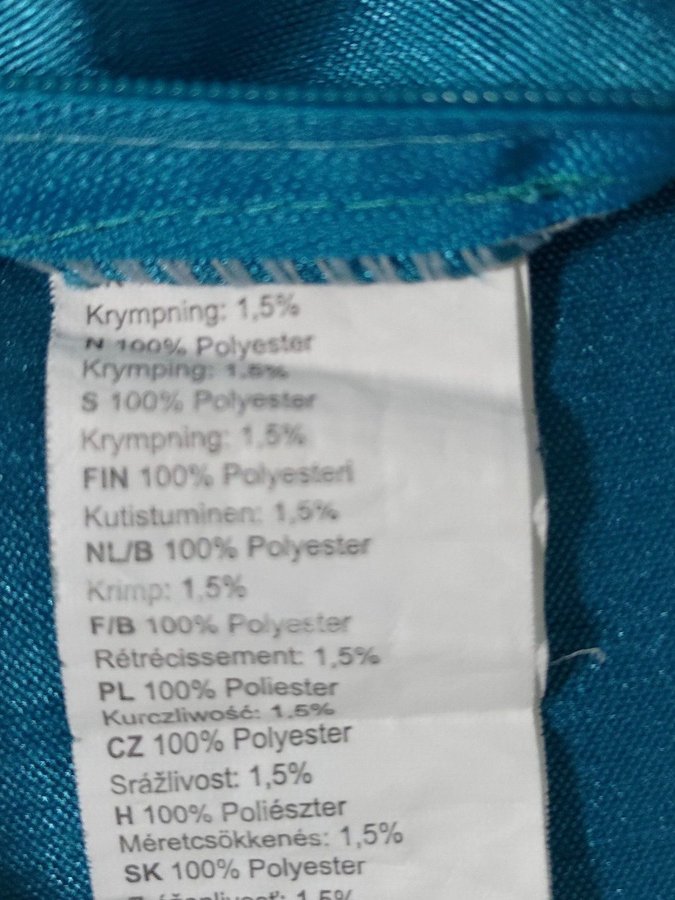 Krympning: 1,5%
N 100% Polyester
Krymping: 1,5%
S 100% Polyester
Krympning: 1,5%
FIN 100% Polyesteri
Kutistuminen: 1,5%
NL/B 100% Polyester
Krimp: 1,5%
F/B 100% Polyester
Rétrécissement: 1,5%
PL 100% Poliester
Kurczliwość: 1,5%
CZ 100% Polyester
Srážlivost: 1,5%
H 100% Poliészter
Méretcsökkenés: 1,5%
SK 100% Polyester
1,5%